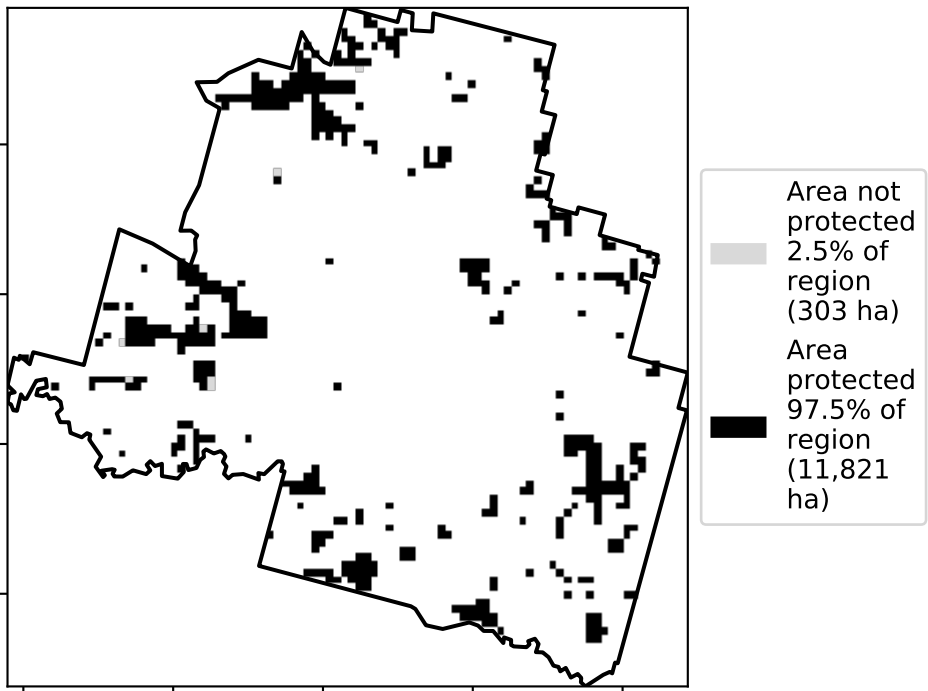 Area not
protected
2.5% of
region
(303 ha)
Area
protected
97.5% of
region
(11,821
ha)